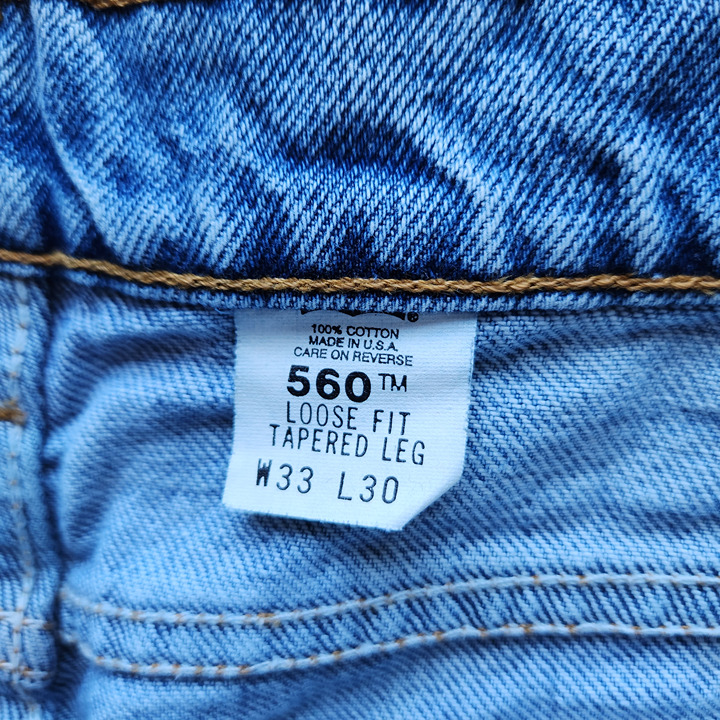 ®
100% COTTON
MADE IN U.S.A.
CARE ON REVERSE
560™
LOOSE FIT
TAPERED LEG
W33 L30